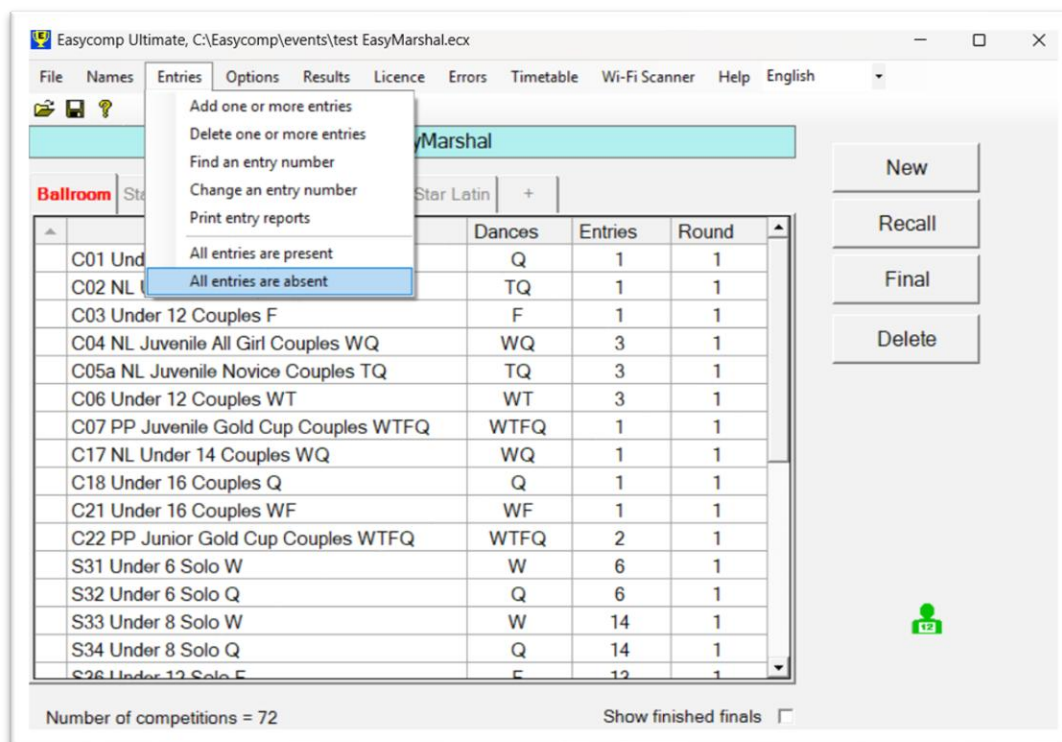 Easycomp Ultimate, C:\Easycomp\events\test EasyMarshal.ecx
File Names Entries Options Results Licence Errors Timetable Wi-Fi Scanner Help English
Add one or more entries
Delete one or more entries
Find an entry number
Change an entry number
Print entry reports
All entries are present
All entries are absent
yMarshal
Ballroom Sta Star Latin +
Dances Entries Round
C01 Und Q 1 1
C02 NL TQ 1 1
C03 Under 12 Couples F F 1 1
C04 NL Juvenile All Girl Couples WQ WQ 3 1
C05a NL Juvenile Novice Couples TQ TQ 3 1
C06 Under 12 Couples WT WT 3 1
C07 PP Juvenile Gold Cup Couples WTFQ WTFQ 1 1
C17 NL Under 14 Couples WQ WQ 1 1
C18 Under 16 Couples Q Q 1 1
C21 Under 16 Couples WF WF 1 1
C22 PP Junior Gold Cup Couples WTFQ WTFQ 2 1
S31 Under 6 Solo W W 6 1
S32 Under 6 Solo Q Q 6 1
S33 Under 8 Solo W W 14 1
S34 Under 8 Solo Q Q 14 1
New
Recall
Final
Delete
12
Number of competitions = 72
Show finished finals